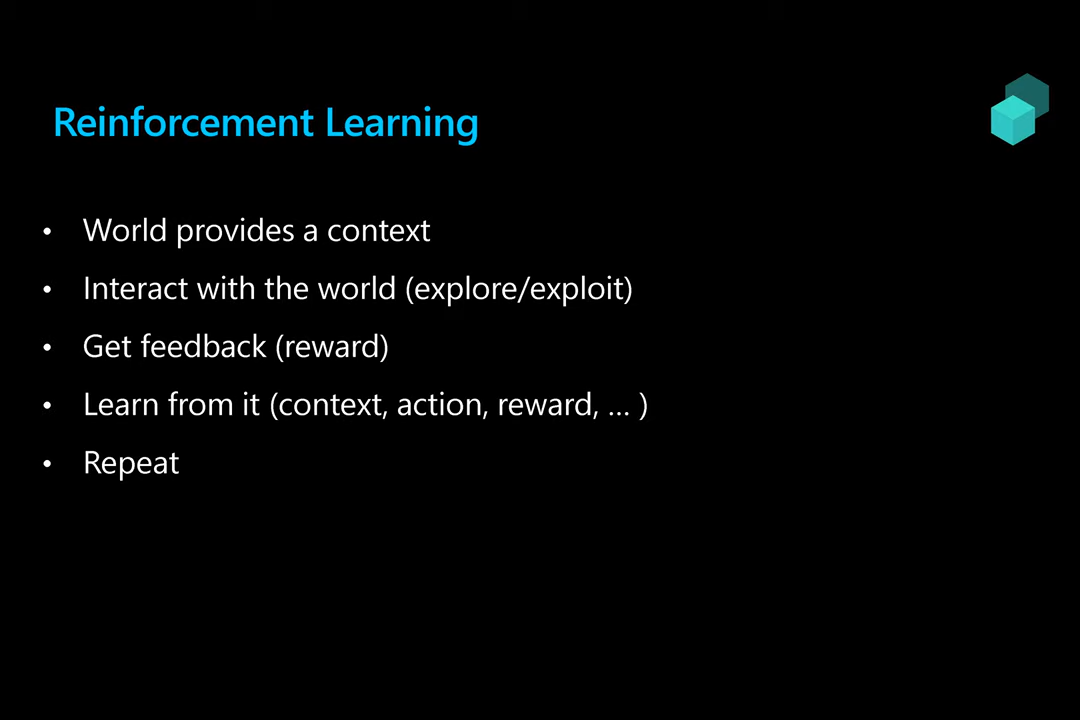 Reinforcement Learning
• World provides a context
• Interact with the world (explore/exploit)
• Get feedback (reward)
• Learn from it (context, action, reward, ... )
• Repeat